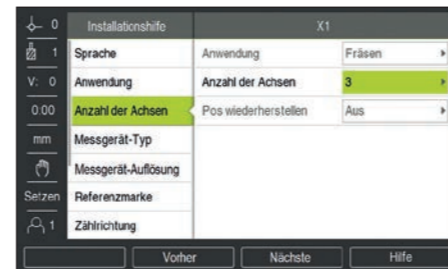 0 Installationshilfe X1
1 Sprache Anwendung Fräsen
V: 0 Anwendung Anzahl der Achsen 3
0:00 Anzahl der Achsen Pos wiederherstellen Aus
mm Messgerät-Typ
Messgerät-Auflösung
Setzen Referenzmarke
1 Zählrichtung
Vorher Nächste Hilfe